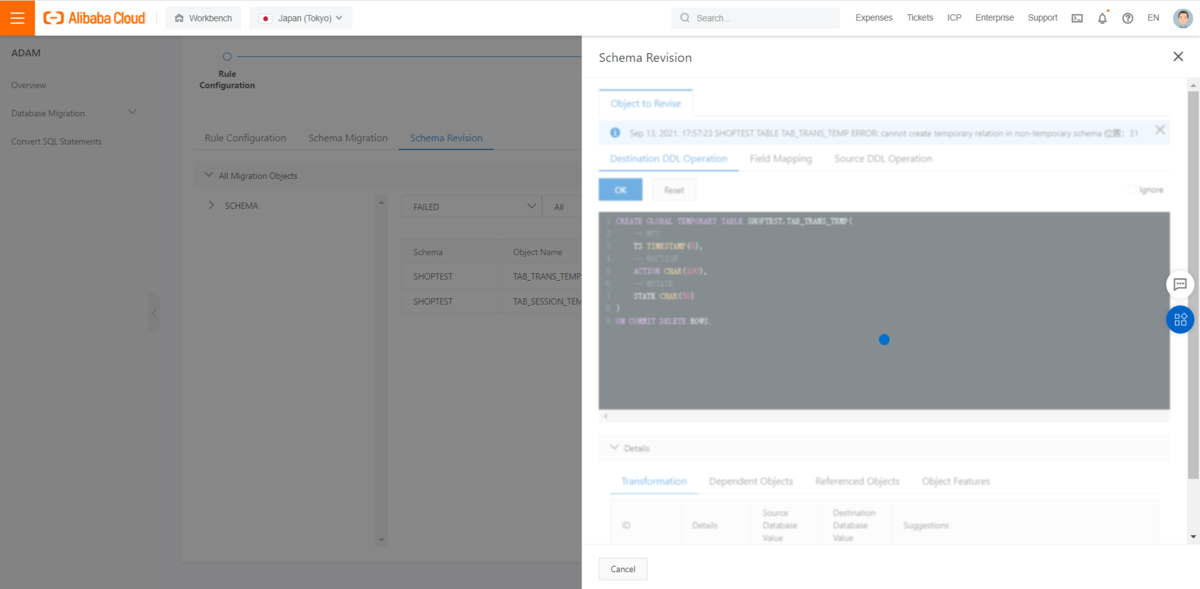 Alibaba Cloud
Workbench
Japan (Tokyo)
Search...
Expenses
Tickets
ICP
Enterprise
Support
EN
ADAM
Overview
Database Migration
Convert SQL Statements
Rule
Configuration
Rule Configuration
Schema Migration
Schema Revision
All Migration Objects
SCHEMA
FAILED
All
Schema
Object Name
SHOPTEST
TAB_TRANS_TEMP
SHOPTEST
TAB_SESSION_TEM
Schema Revision
Object to Revise
Sep 13, 2021, 17:57:23 SHOPTEST TABLE TAB_TRANS_TEMP ERROR: cannot create temporary relation in non-temporary schema 位置：31
Destination DDL Operation
Field Mapping
Source DDL Operation
OK
Reset
Ignore
1 CREATE GLOBAL TEMPORARY TABLE SHOPTEST.TAB_TRANS_TEMP(
2 -- @TS
3 TS TIMESTAMP(6),
4 -- @ACTION
5 ACTION CHAR(100),
6 -- @STATE
7 STATE CHAR(50)
8 )
9 ON COMMIT DELETE ROWS;
Details
Transformation
Dependent Objects
Referenced Objects
Object Features
ID
Details
Source
Database
Value
Destination
Database
Value
Suggestions
Cancel